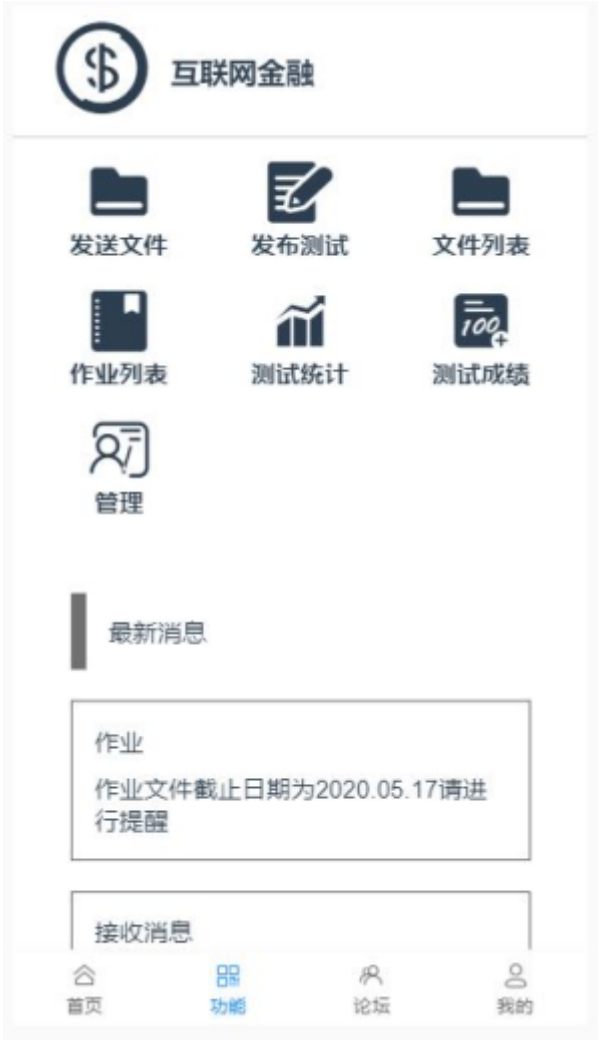 互联网金融
发送文件 发布测试 文件列表
100
作业列表 测试统计 测试成绩
管理
最新消息
作业
作业文件截止日期为2020.05.17请进
行提醒
接收消息
首页 功能 论坛 我的